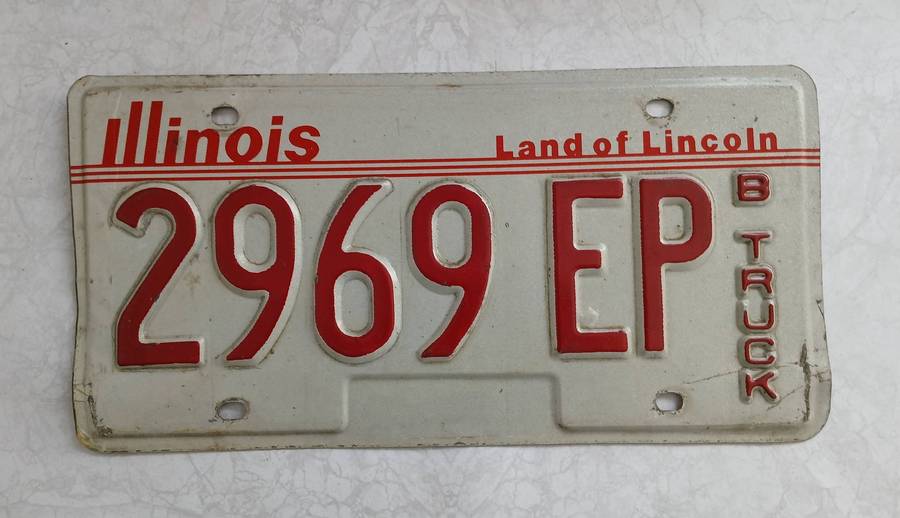 Illinois Land of Lincoln
2969 EP
B TRUCK